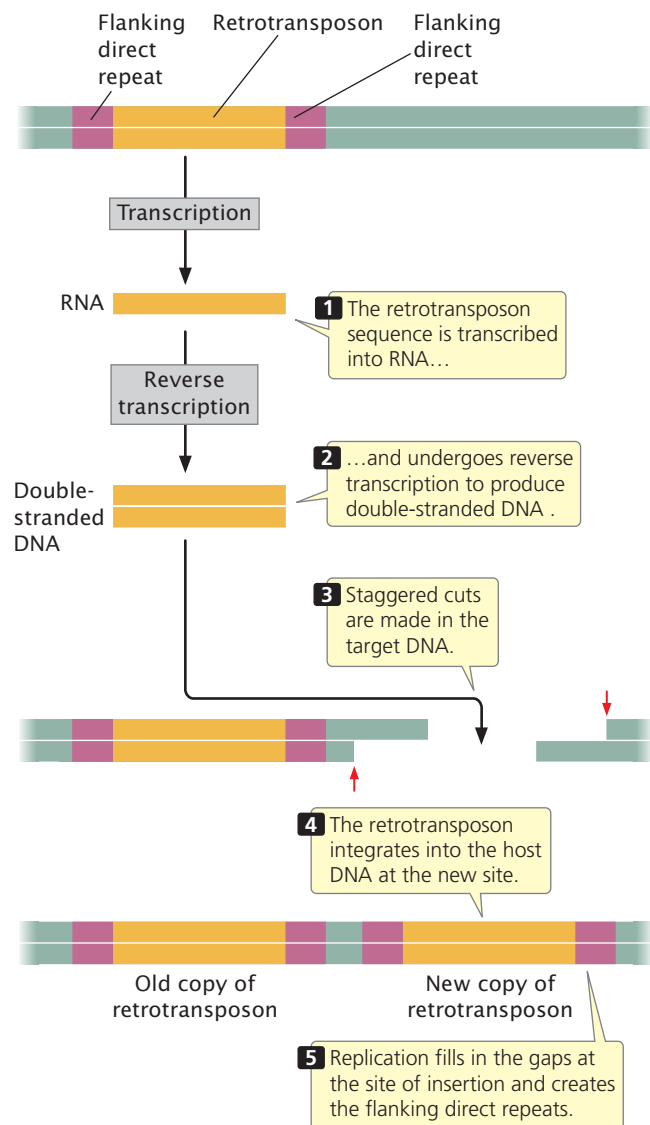 Flanking
direct
repeat
Retrotransposon
Flanking
direct
repeat
Transcription
RNA
1 The retrotransposon
sequence is transcribed
into RNA…
Reverse
transcription
2 …and undergoes reverse
transcription to produce
double-stranded DNA .
Double-
stranded
DNA
3 Staggered cuts
are made in the
target DNA.
4 The retrotransposon
integrates into the host
DNA at the new site.
Old copy of
retrotransposon
New copy of
retrotransposon
5 Replication fills in the gaps at
the site of insertion and creates
the flanking direct repeats.